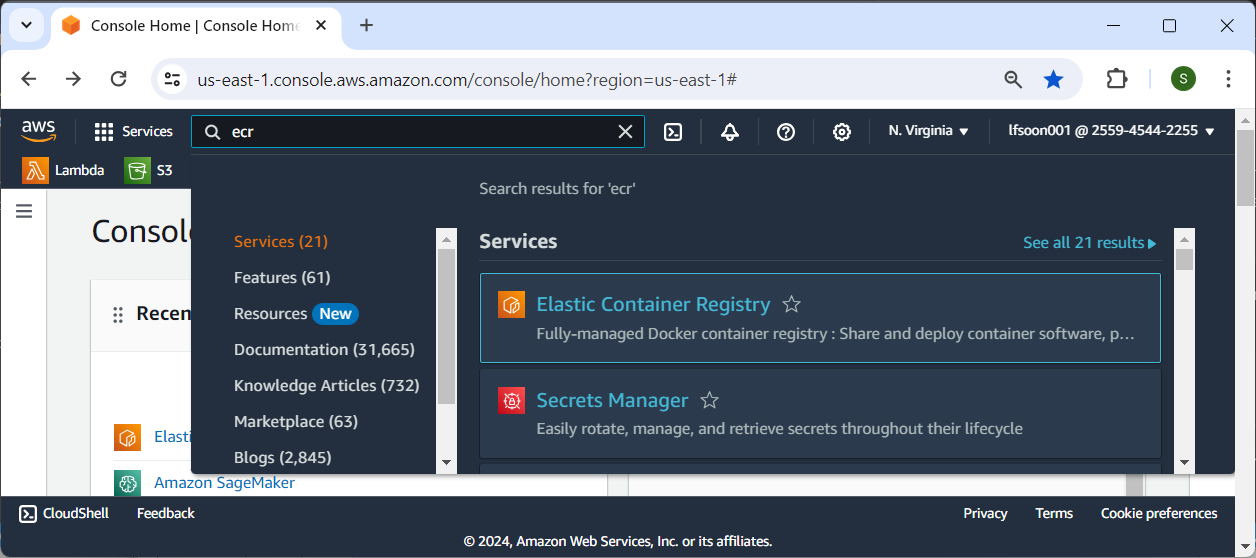 Console Home | Console Home
us-east-1.console.aws.amazon.com/console/home?region=us-east-1#
S
aws
Services
ecr
N. Virginia
lfsoon001 @ 2559-4544-2255
Lambda
S3
Search results for 'ecr'
Services (21)
Features (61)
Resources New
Documentation (31,665)
Knowledge Articles (732)
Marketplace (63)
Blogs (2,845)
Services
See all 21 results
Elastic Container Registry
Fully-managed Docker container registry : Share and deploy container software, p…
Secrets Manager
Easily rotate, manage, and retrieve secrets throughout their lifecycle
Consol
Recen
Elasti
Amazon SageMaker
CloudShell
Feedback
Privacy
Terms
Cookie preferences
© 2024, Amazon Web Services, Inc. or its affiliates.